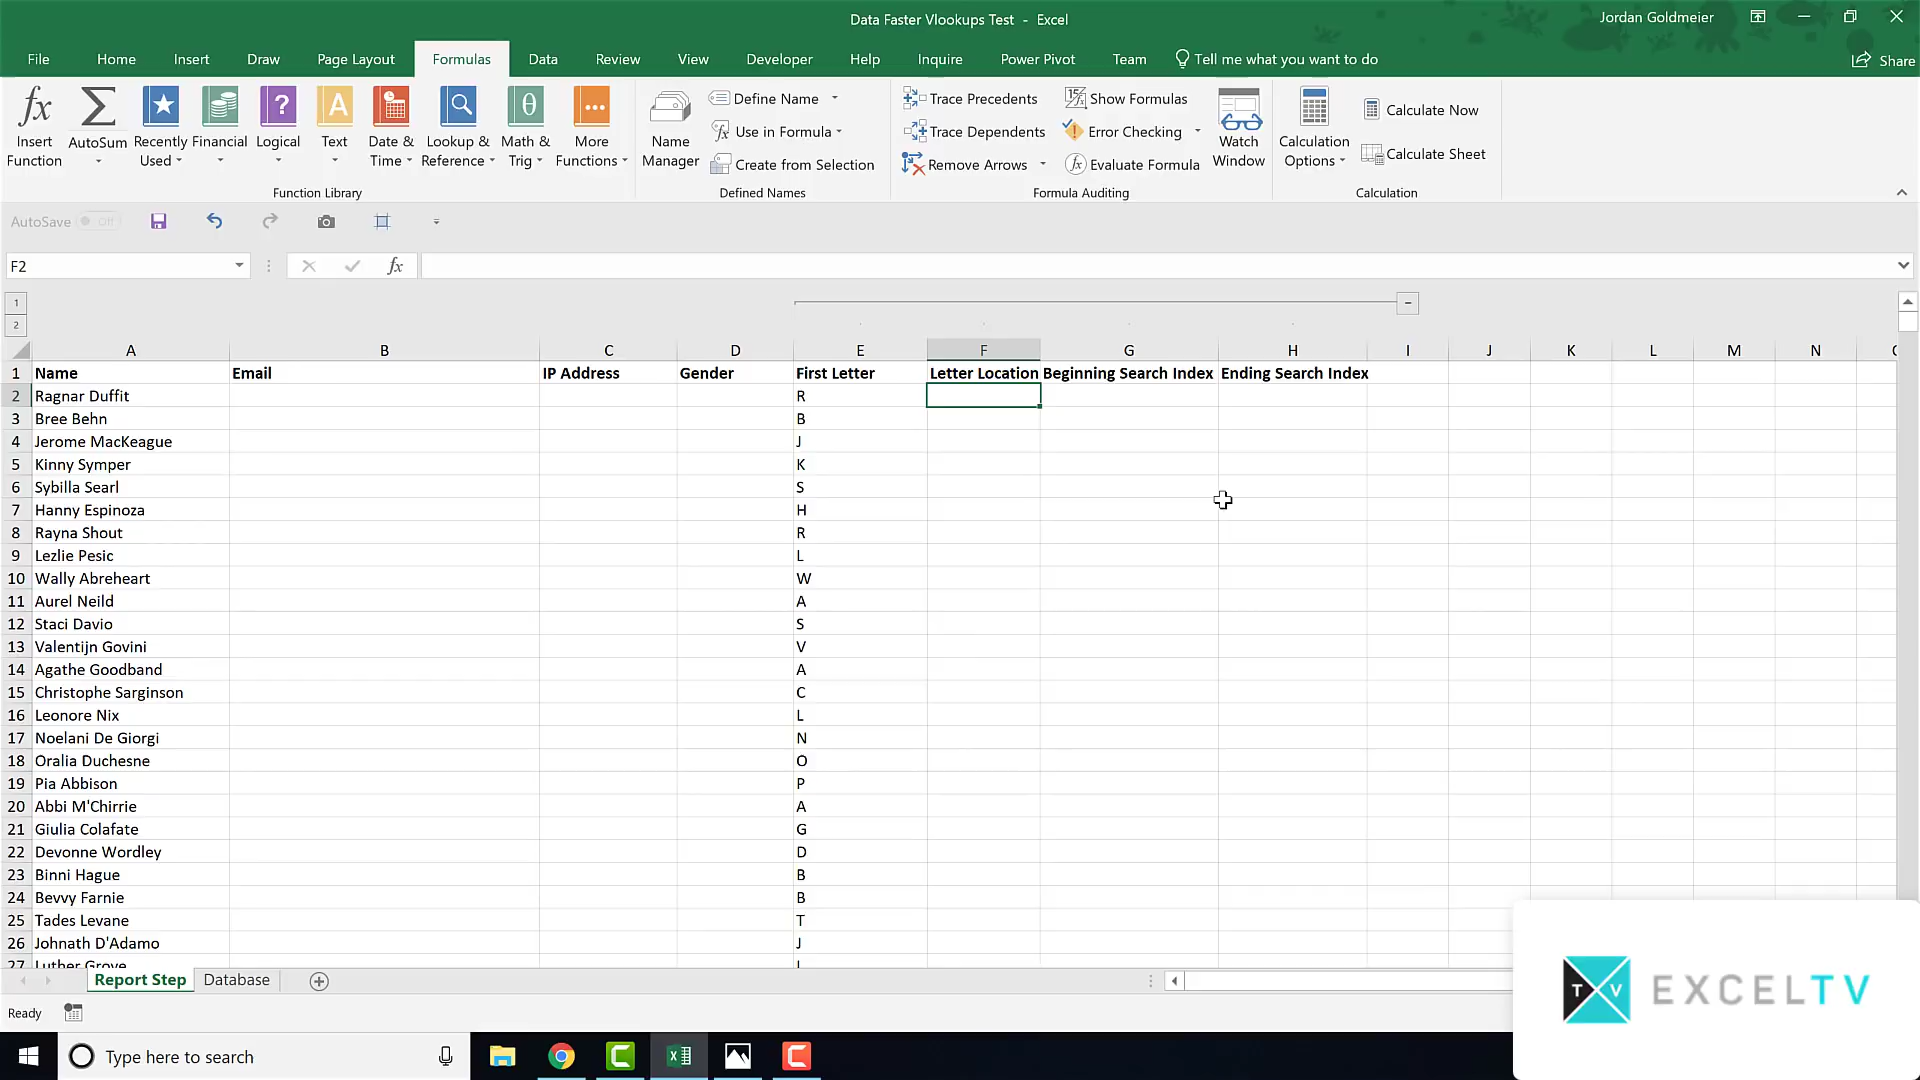 Data Faster Vlookups Test - Excel
Jordan Goldmeier
File Home Insert Draw Page Layout Formulas Data Review View Developer Help Inquire Power Pivot Team Tell me what you want to do Share
fx Insert Function
AutoSum
Recently Used
Financial
Logical
Text
Date & Time
Lookup & Reference
Math & Trig
More Functions
Function Library
Name Manager
Define Name
Use in Formula
Create from Selection
Defined Names
Trace Precedents
Trace Dependents
Remove Arrows
Show Formulas
Error Checking
Evaluate Formula
Formula Auditing
Watch Window
Calculation Options
Calculate Now
Calculate Sheet
Calculation
AutoSave Off
F2 fx
1
2
A B C D E F G H I J K L M N
1 Name Email IP Address Gender First Letter Letter Location Beginning Search Index Ending Search Index
2 Ragnar Duffit R
3 Bree Behn B
4 Jerome MacKeague J
5 Kinny Symper K
6 Sybilla Searl S
7 Hanny Espinoza H
8 Rayna Shout R
9 Lezlie Pesic L
10 Wally Abreheart W
11 Aurel Neild A
12 Staci Davio S
13 Valentijn Govini V
14 Agathe Goodband A
15 Christophe Sarginson C
16 Leonore Nix L
17 Noelani De Giorgi N
18 Oralia Duchesne O
19 Pia Abbison P
20 Abbi M'Chirrie A
21 Giulia Colafate G
22 Devonne Wordley D
23 Binni Hague B
24 Bevvy Farnie B
25 Tades Levane T
26 Johnath D'Adamo J
27 Luther Grove L
Report Step Database
Ready
TV EXCELTV
Type here to search